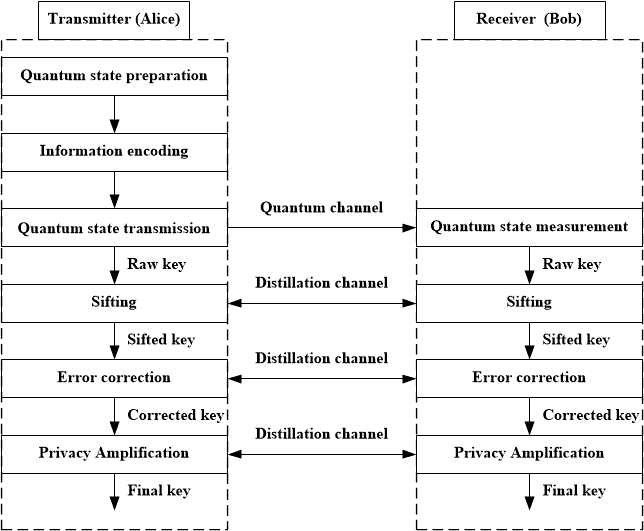 Transmitter (Alice)
Receiver (Bob)
Quantum state preparation
Information encoding
Quantum state transmission
Quantum channel
Quantum state measurement
Raw key
Raw key
Sifting
Distillation channel
Sifting
Sifted key
Sifted key
Error correction
Distillation channel
Error correction
Corrected key
Corrected key
Privacy Amplification
Distillation channel
Privacy Amplification
Final key
Final key